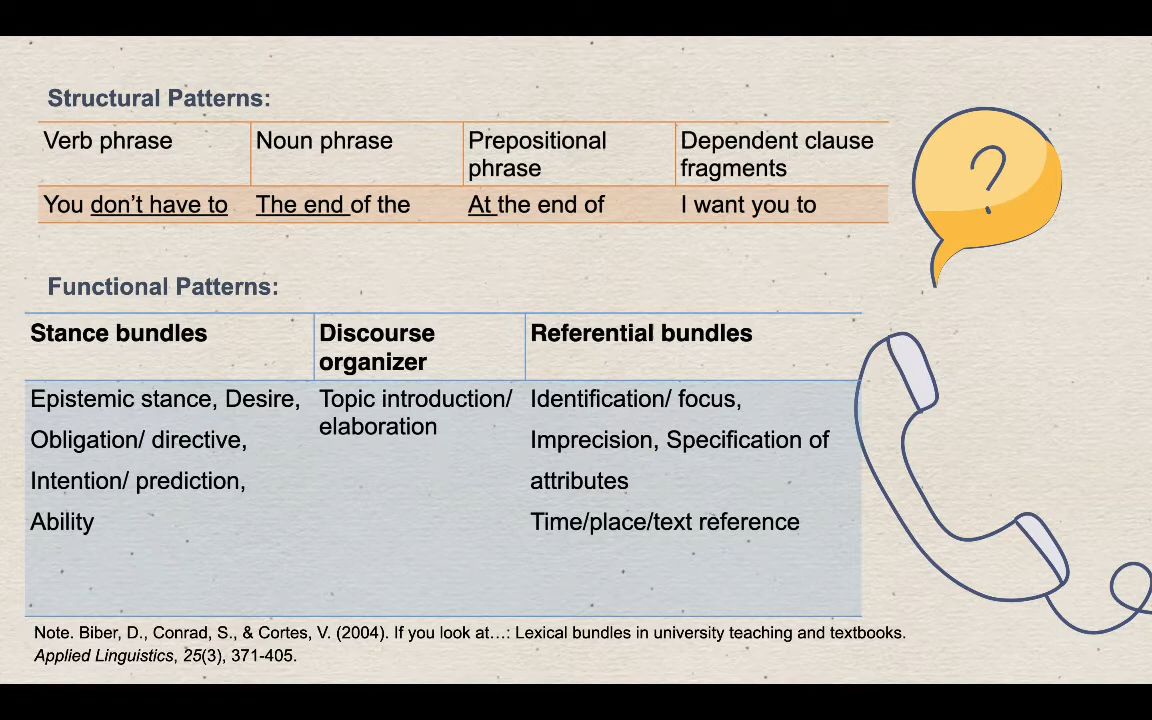 Structural Patterns:
Verb phrase
Noun phrase
Prepositional
phrase
Dependent clause
fragments
You don’t have to
The end of the
At the end of
I want you to
?
Functional Patterns:
Stance bundles
Discourse
organizer
Referential bundles
Epistemic stance, Desire,
Obligation/ directive,
Intention/ prediction,
Ability
Topic introduction/
elaboration
Identification/ focus,
Imprecision, Specification of
attributes
Time/place/text reference
Note. Biber, D., Conrad, S., & Cortes, V. (2004). If you look at…: Lexical bundles in university teaching and textbooks.
Applied Linguistics, 25(3), 371-405.